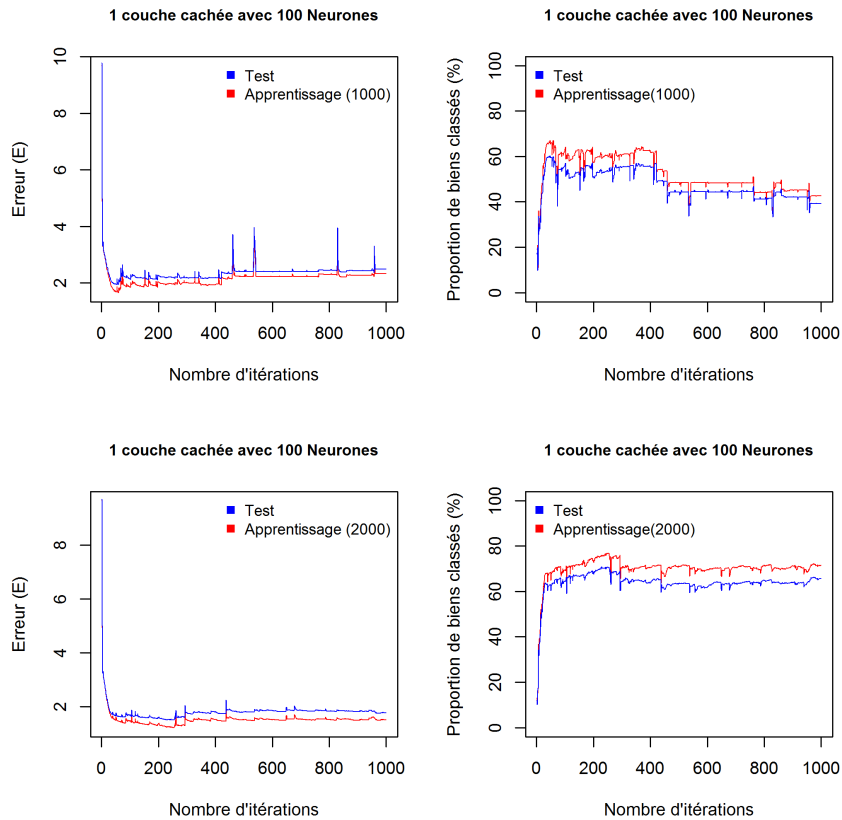 1 couche cachée avec 100 Neurones
Erreur (E)
10
8
6
4
2
Test
Apprentissage (1000)
0 200 400 600 800 1000
Nombre d'itérations
1 couche cachée avec 100 Neurones
Proportion de biens classés (%)
100
80
60
40
20
0
Test
Apprentissage(1000)
0 200 400 600 800 1000
Nombre d'itérations
1 couche cachée avec 100 Neurones
Erreur (E)
8
6
4
2
Test
Apprentissage (2000)
0 200 400 600 800 1000
Nombre d'itérations
1 couche cachée avec 100 Neurones
Proportion de biens classés (%)
100
80
60
40
20
0
Test
Apprentissage(2000)
0 200 400 600 800 1000
Nombre d'itérations